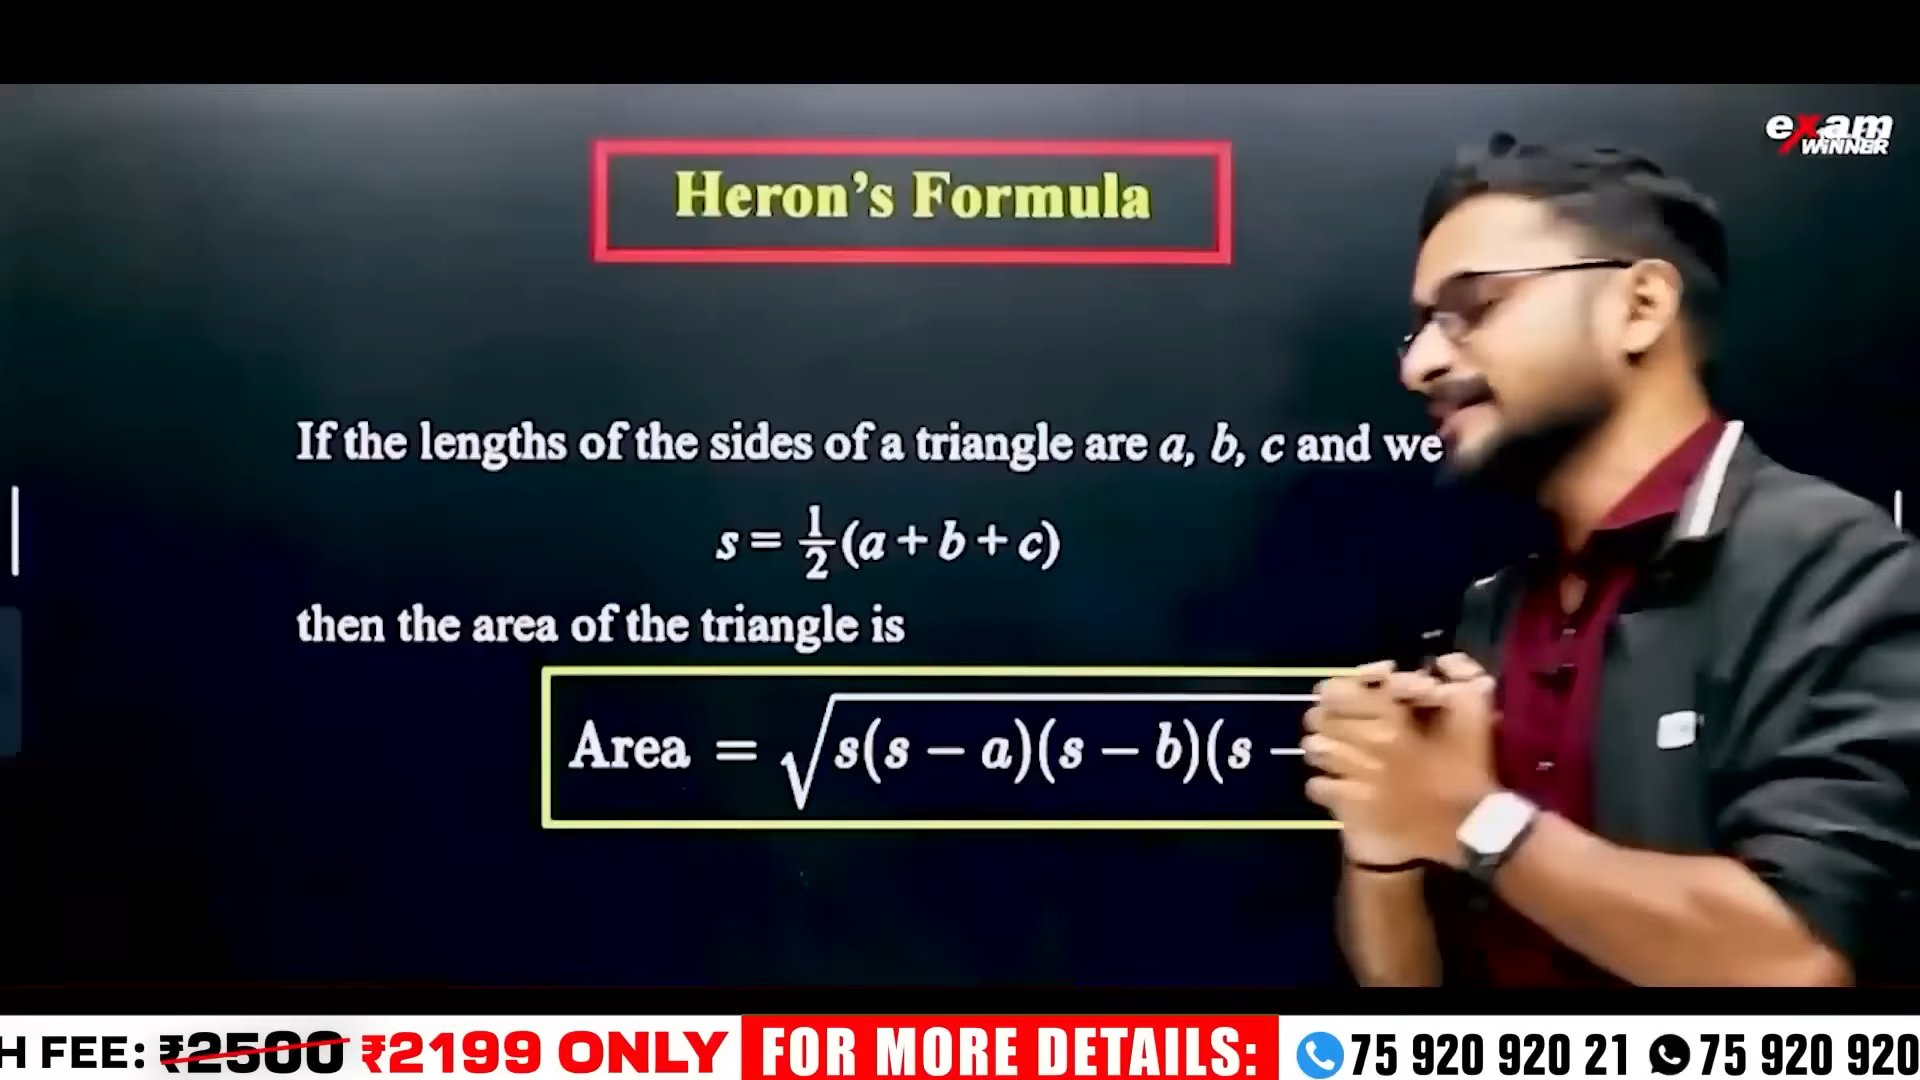 exam
WINNER
Heron's Formula
If the lengths of the sides of a triangle are a, b, c and we
s = 1/2 (a + b + c)
then the area of the triangle is
Area = √s(s − a)(s − b)(s −
H FEE: ₹2500 ₹2199 ONLY FOR MORE DETAILS: 75 920 920 21 75 920 920